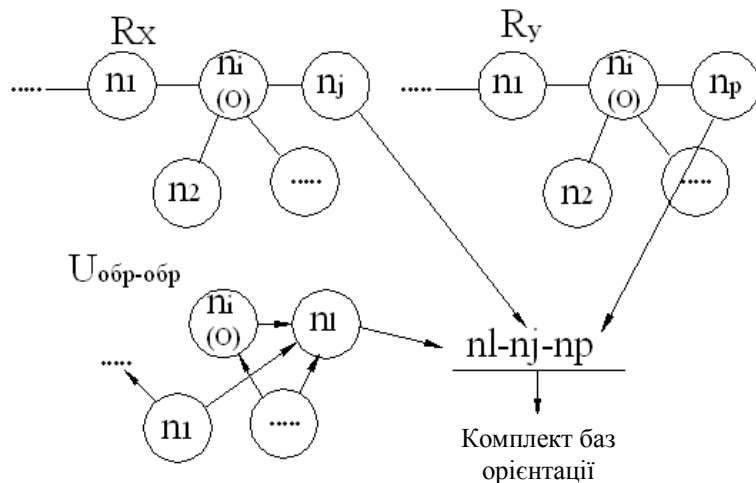 Rx
Ry
..... n1 ni n j
(O)
..... n1 ni np
(O)
n2 .....
n2 .....
Uобр-обр
ni nl
(O)
.....
n1 .....
nl-nj-np
Комплект баз
орієнтації